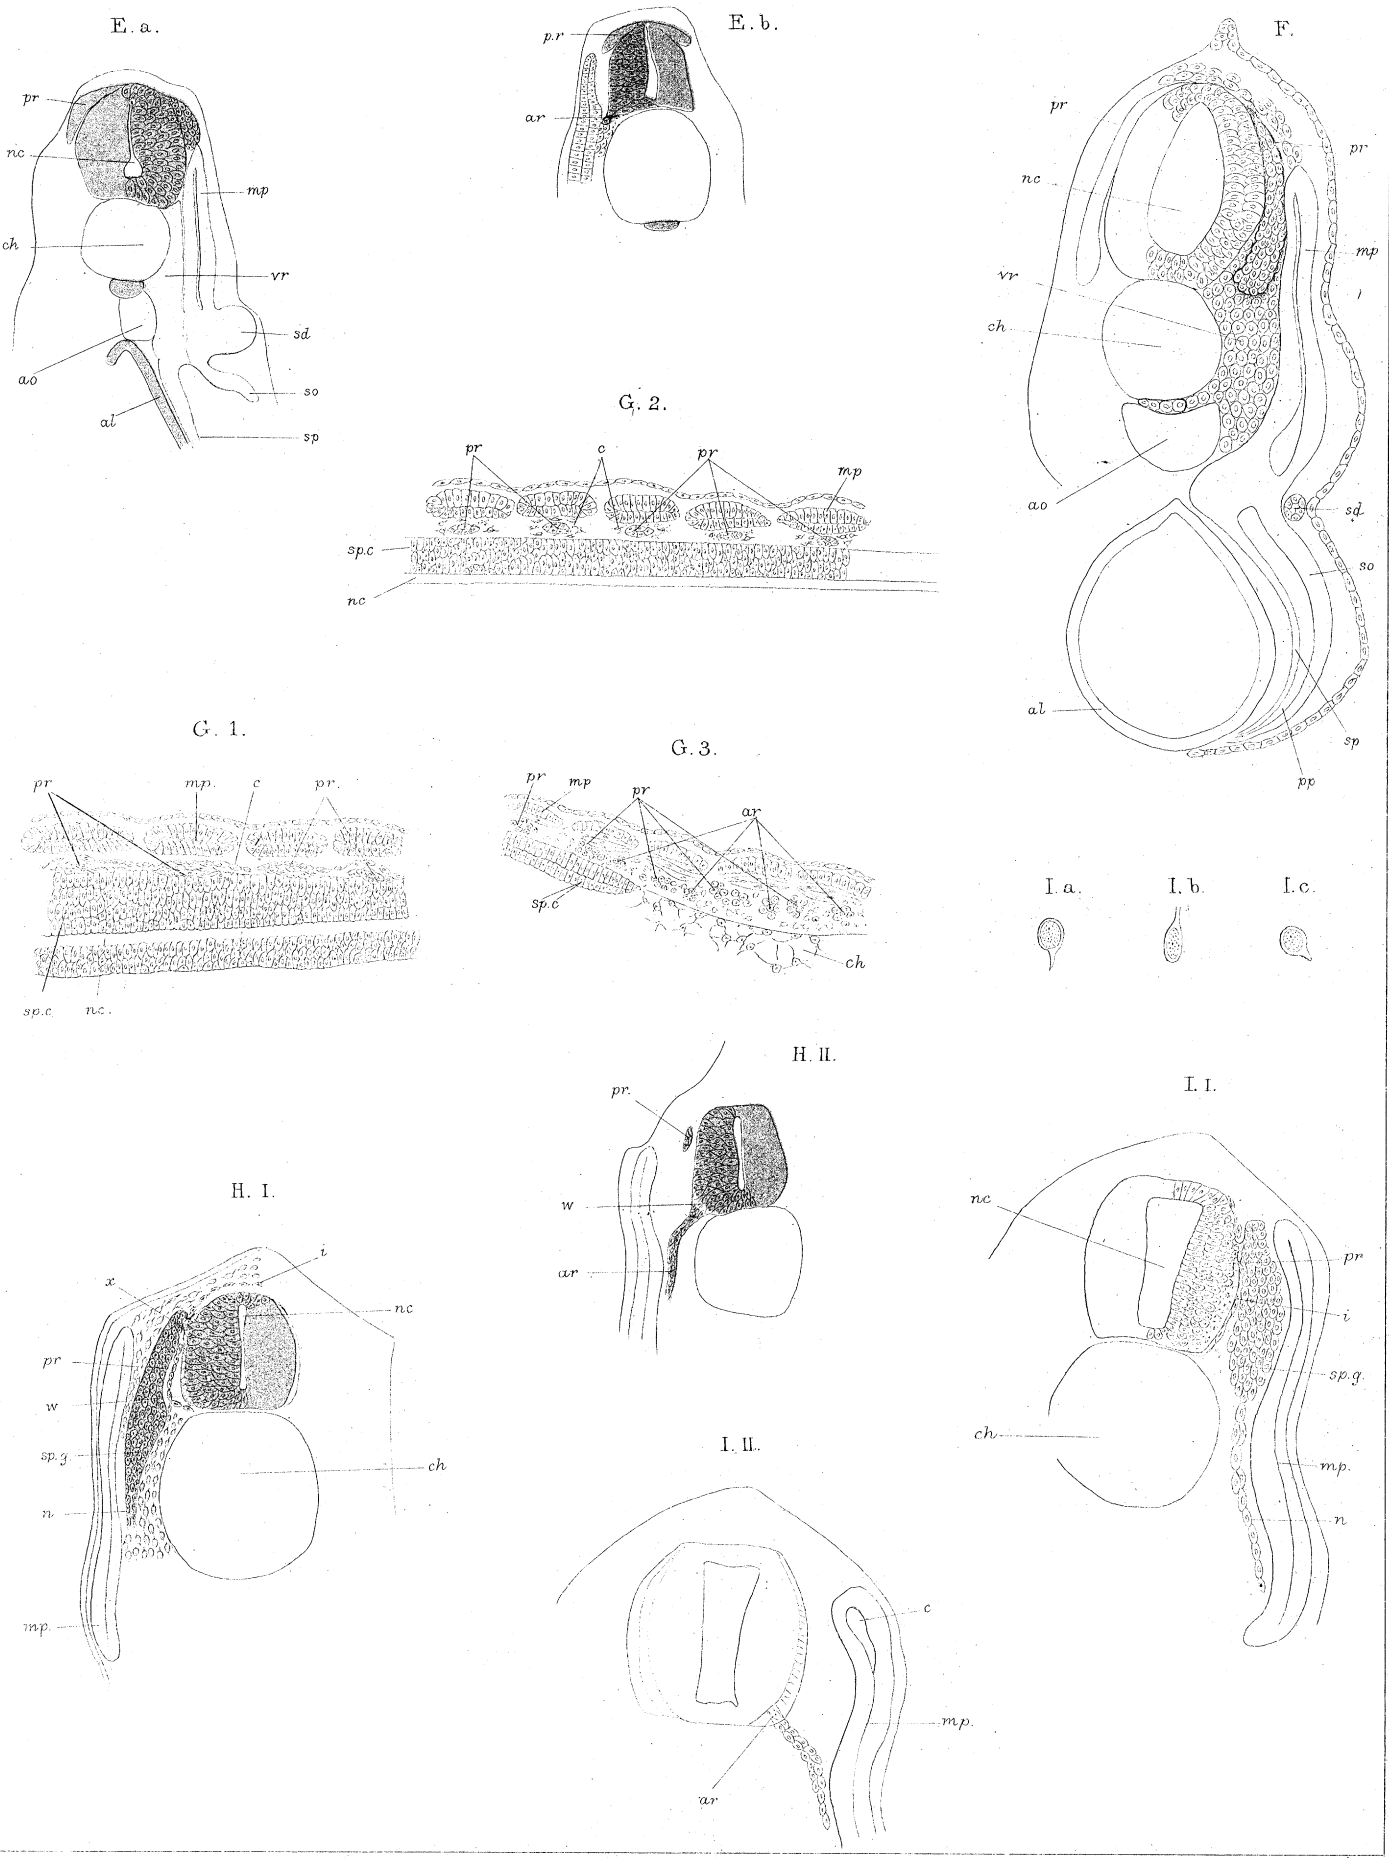 E. a.
pr
nc
mp
ch
vr
sd
ao
so
al
sp
E. b.
p.r
ar
F.
pr
pr
nc
mp
vr
ch
ao
sd
so
al
sp
pp
G. 2.
pr
c
pr
mp
sp.c
nc
G. 1.
pr
mp.
c
pr.
sp.c.
nc.
G. 3.
pr
mp
pr
ar
sp.c
ch
I. a.
I. b.
I. c.
H. II.
pr.
w
ar
I. I.
nc
pr
i
sp.g.
ch
mp.
n
H. I.
i
x
nc
pr
w
sp.g.
ch
n
mp.
I. II.
c
mp.
ar